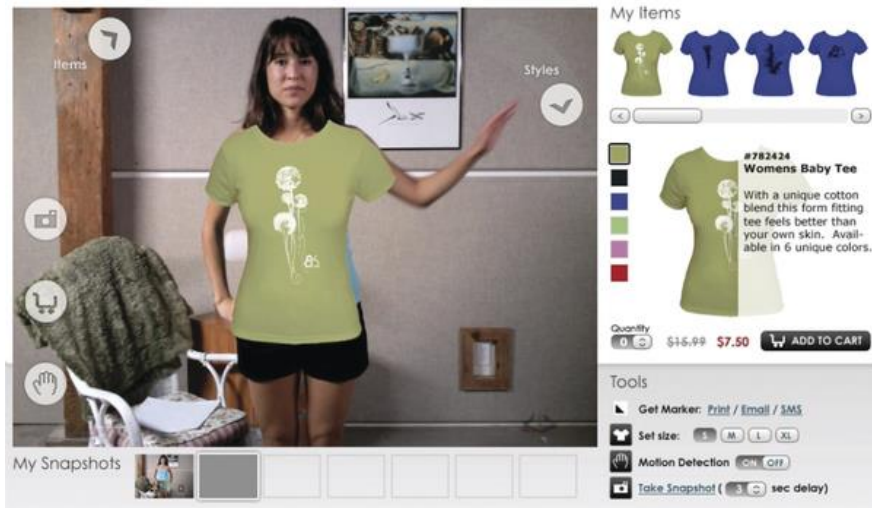 Items
Styles
My Items
#782424
Womens Baby Tee
With a unique cotton
blend this form fitting
tee feels better than
your own skin. Avail-
able in 6 unique colors.
Quantity
0
$15.99 $7.50 ADD TO CART
Tools
Get Marker: Print / Email / SMS
Set size: S M L XL
Motion Detection ON OFF
Take Snapshot ( 3 sec delay)
My Snapshots